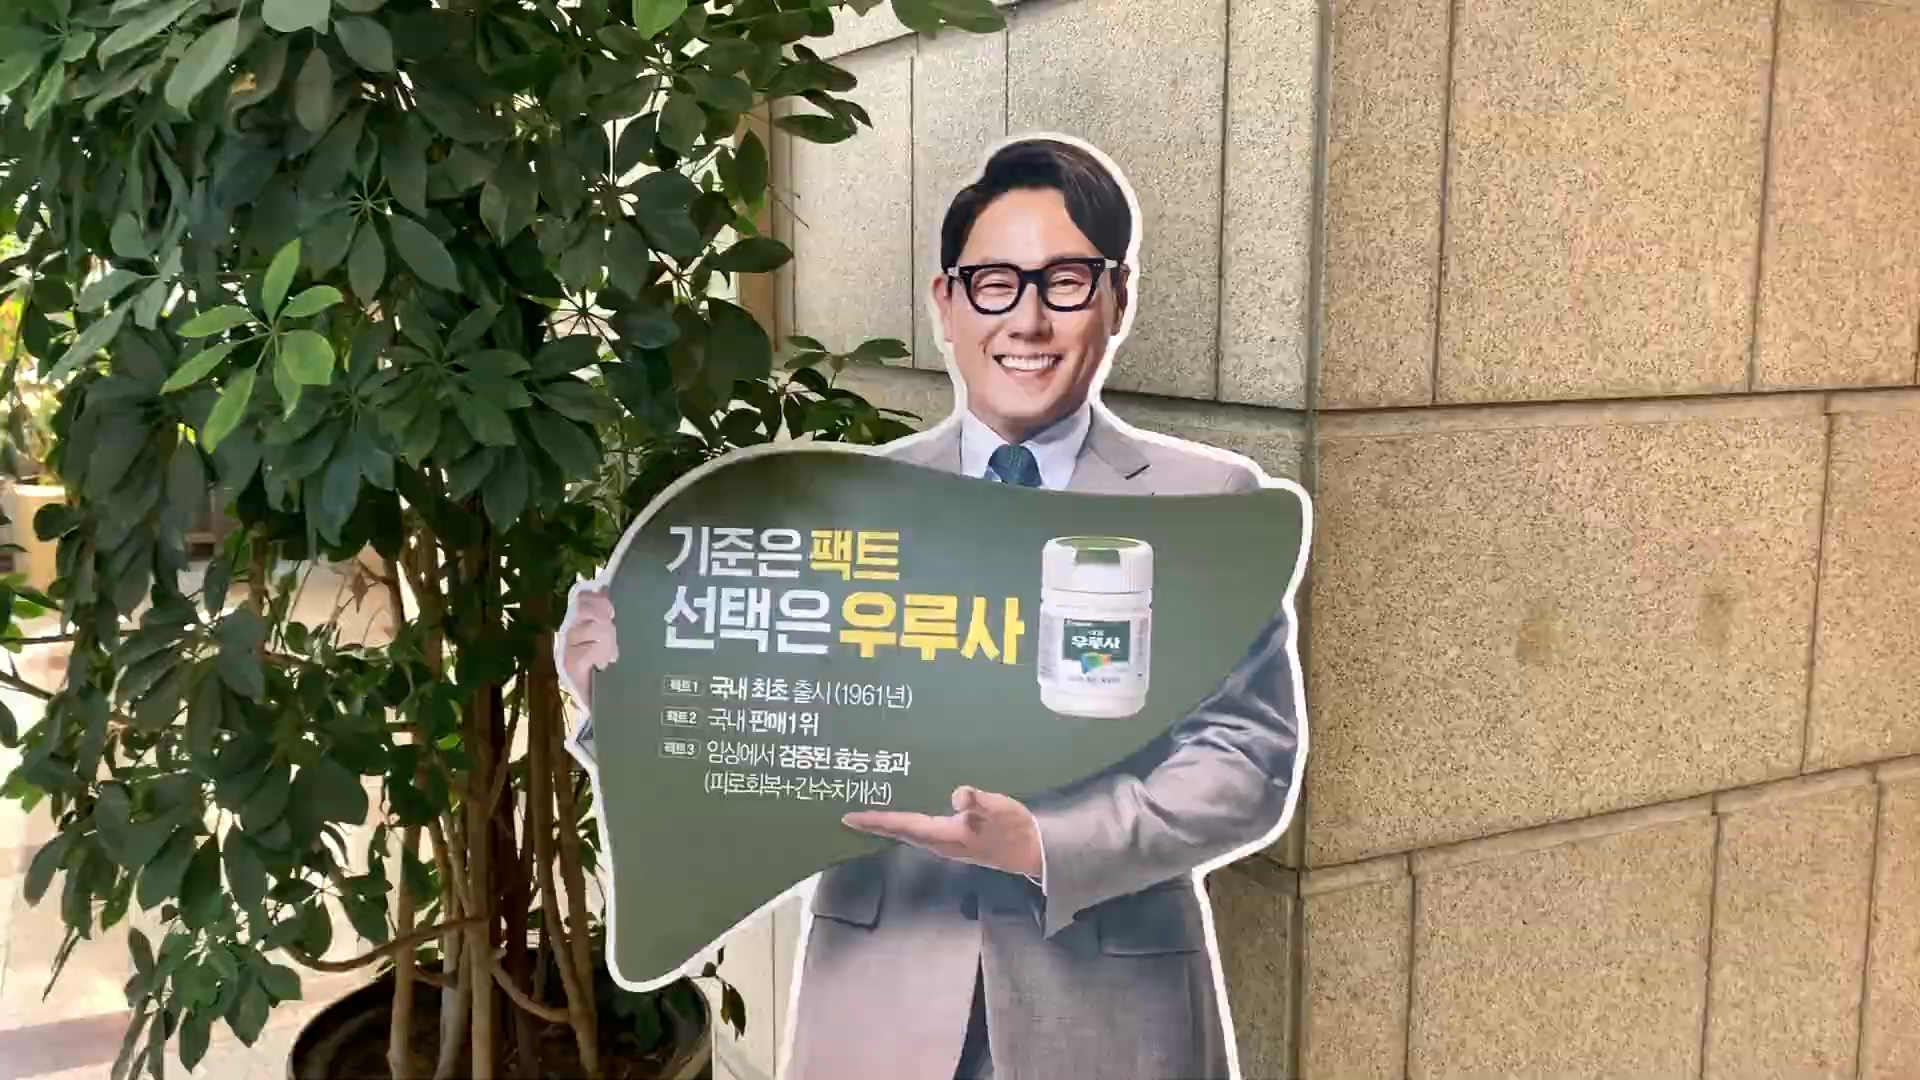 기준은 팩트
선택은 우루사
팩트1 국내 최초 출시 (1961년)
팩트2 국내 판매 1위
팩트3 임상에서 검증된 효능 효과
(피로회복+간수치개선)
우루사